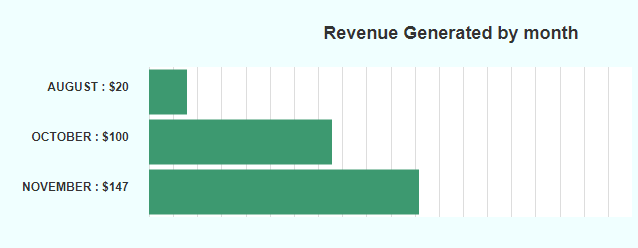 Revenue Generated by month
AUGUST : $20
OCTOBER : $100
NOVEMBER : $147